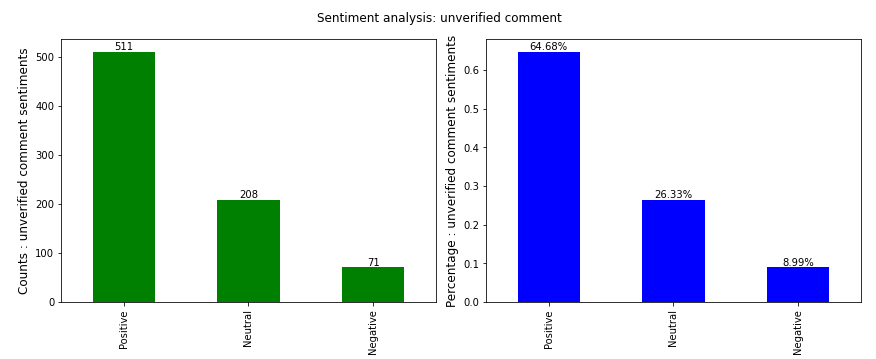 Sentiment analysis: unverified comment
Counts : unverified comment sentiments
500
400
300
200
100
0
511
208
71
Positive
Neutral
Negative
Percentage : unverified comment sentiments
0.6
0.5
0.4
0.3
0.2
0.1
0.0
64.68%
26.33%
8.99%
Positive
Neutral
Negative